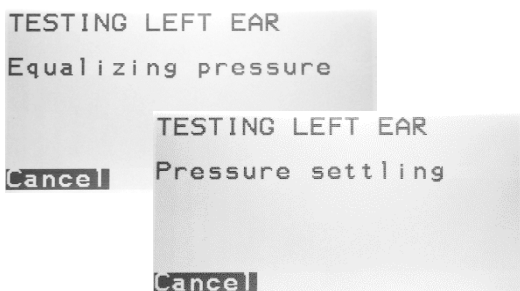 TESTING LEFT EAR
Equalizing pressure
Cancel
TESTING LEFT EAR
Pressure settling
Cancel